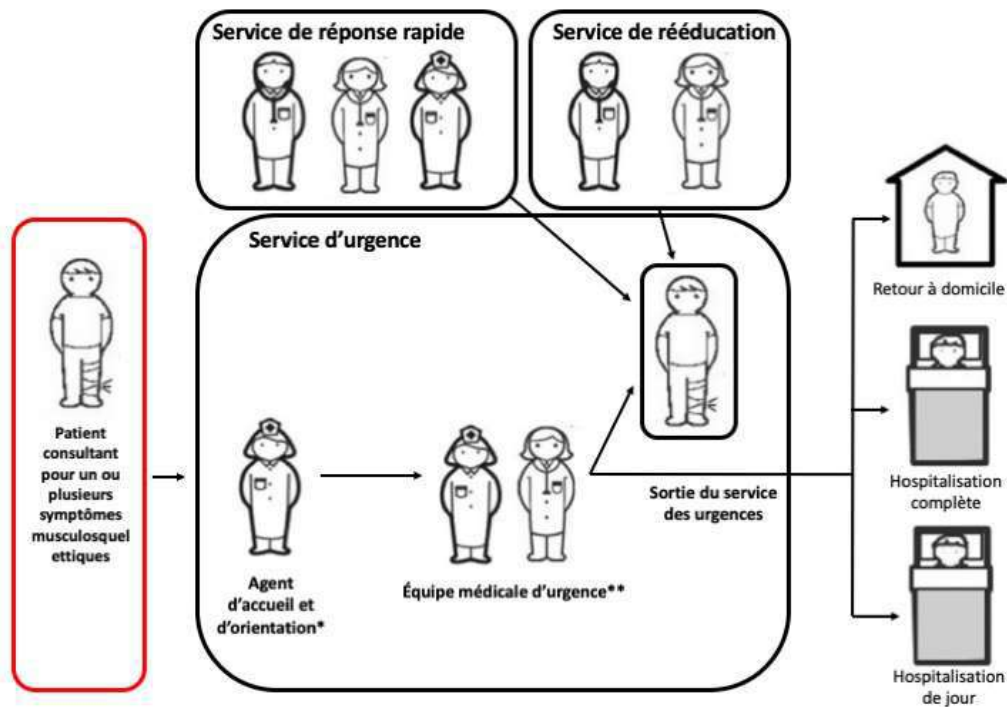 Service de réponse rapide
Service de rééducation
Service d'urgence
Patient
consultant
pour un ou
plusieurs
symptômes
musculosquel
ettiques
Agent
d'accueil et
d'orientation*
Équipe médicale d'urgence**
Sortie du service
des urgences
Retour à domicile
Hospitalisation
complète
Hospitalisation
de jour